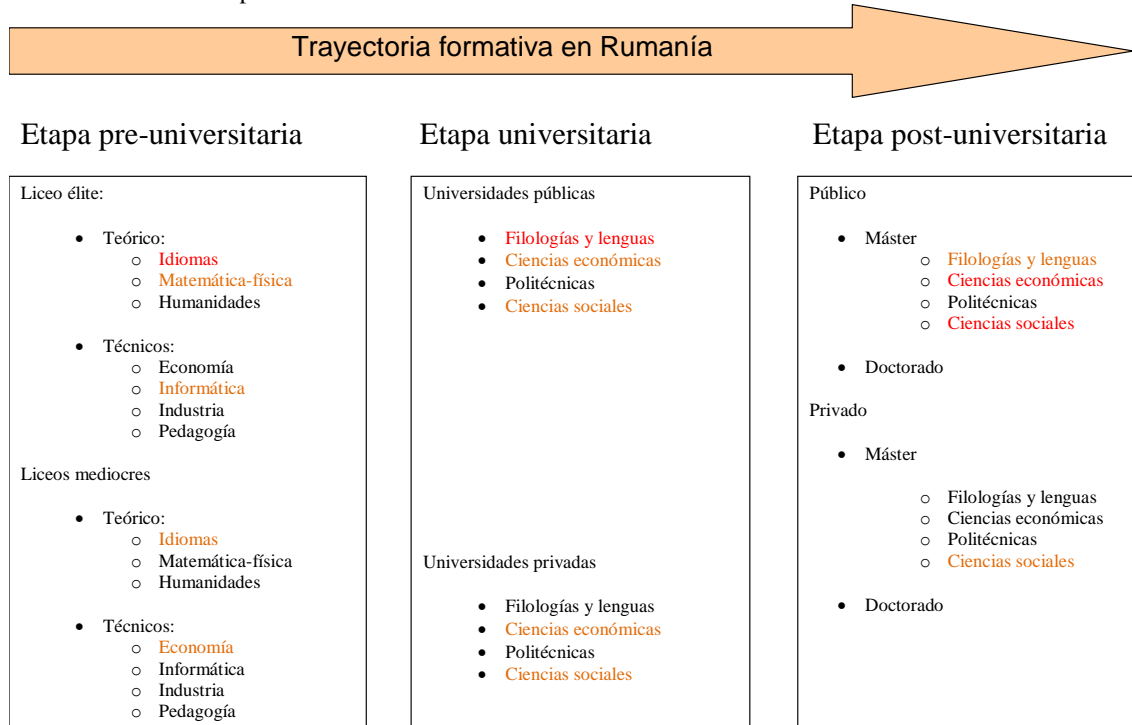 Trayectoria formativa en Rumanía
Etapa pre-universitaria
Liceo élite:
• Teórico:
o Idiomas
o Matemática-física
o Humanidades
• Técnicos:
o Economía
o Informática
o Industria
o Pedagogía
Liceos mediocres
• Teórico:
o Idiomas
o Matemática-física
o Humanidades
• Técnicos:
o Economía
o Informática
o Industria
o Pedagogía
Etapa universitaria
Universidades públicas
• Filologías y lenguas
• Ciencias económicas
• Politécnicas
• Ciencias sociales
Universidades privadas
• Filologías y lenguas
• Ciencias económicas
• Politécnicas
• Ciencias sociales
Etapa post-universitaria
Público
• Máster
o Filologías y lenguas
o Ciencias económicas
o Politécnicas
o Ciencias sociales
• Doctorado
Privado
• Máster
o Filologías y lenguas
o Ciencias económicas
o Politécnicas
o Ciencias sociales
• Doctorado